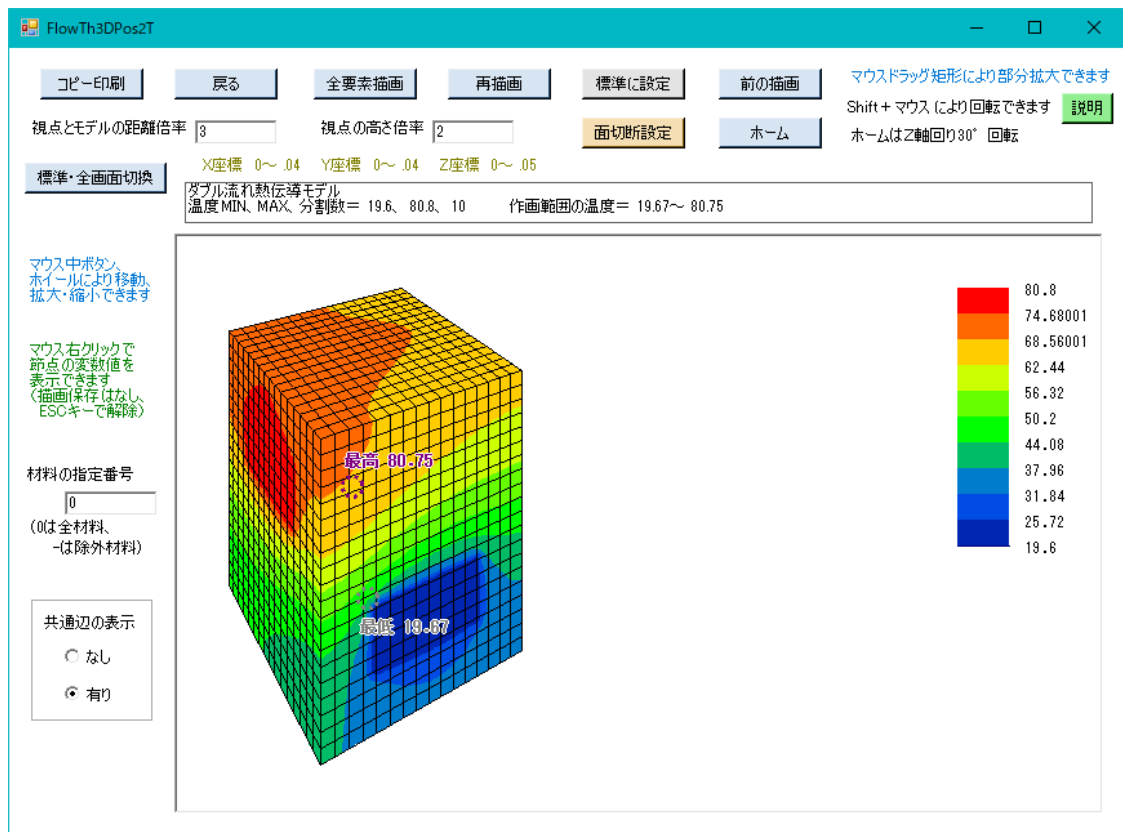 FlowTh3DPos2T
コピー印刷 戻る 全要素描画 再描画 標準に設定 前の描画
マウスドラッグ矩形により部分拡大できます
Shift+マウスにより回転できます 説明
視点とモデルの距離倍率 3 視点の高さ倍率 2 面切断設定 ホーム
ホームはZ軸回り30° 回転
標準・全画面切換
X座標 0～ .04 Y座標 0～ .04 Z座標 0～ .05
ダブル流れ熱伝導モデル
温度MIN、MAX、分割数＝ 19.6、 80.8、 10 作画範囲の温度＝ 19.67～ 80.75
マウス中ボタン、
ホイールにより移動、
拡大・縮小できます
マウス右クリックで
節点の変数値を
表示できます
(描画保存はなし、
ESCキーで解除)
材料の指定番号
0
(0は全材料、
-は除外材料)
共通辺の表示
なし
有り
最高 80.75
最低 19.67
80.8
74.68001
68.56001
62.44
56.32
50.2
44.08
37.96
31.84
25.72
19.6